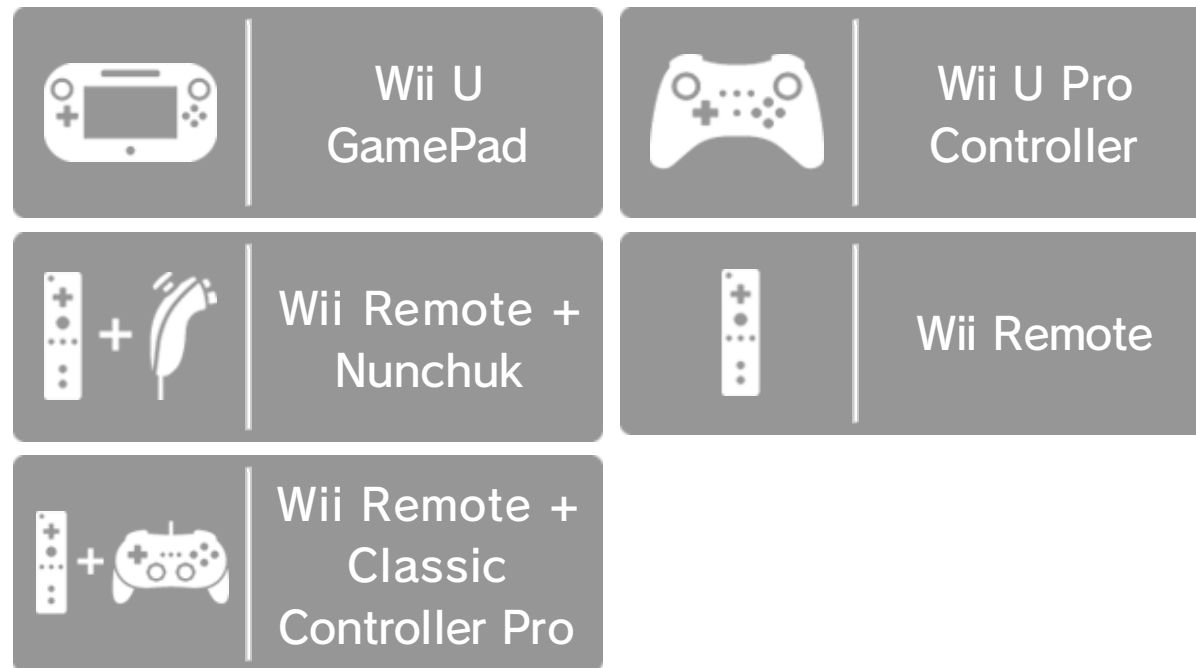 Wii U
GamePad
Wii U Pro
Controller
Wii Remote +
Nunchuk
Wii Remote
Wii Remote +
Classic
Controller Pro